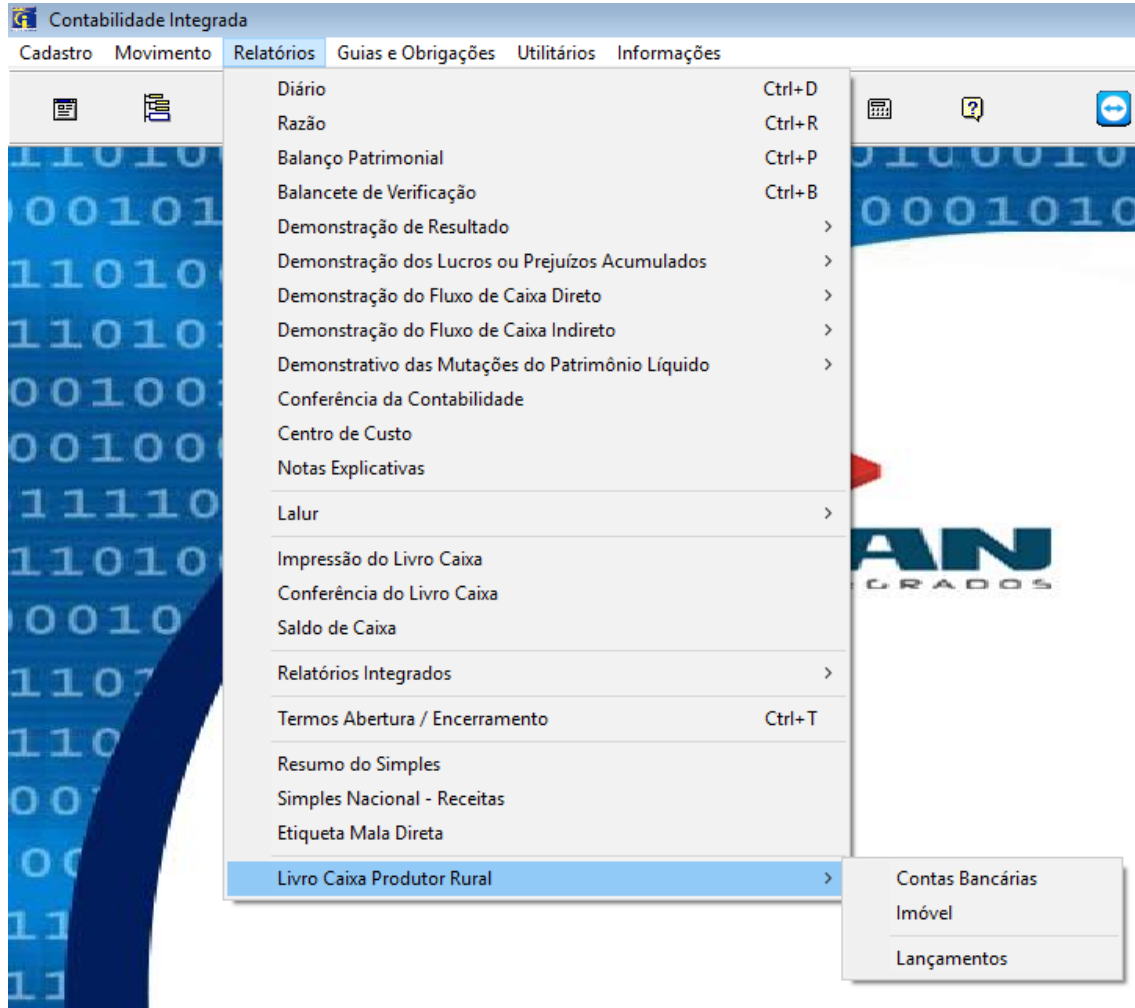 Contabilidade Integrada
Cadastro Movimento Relatórios Guias e Obrigações Utilitários Informações
Diário Ctrl+D
Razão Ctrl+R
Balanço Patrimonial Ctrl+P
Balancete de Verificação Ctrl+B
Demonstração de Resultado >
Demonstração dos Lucros ou Prejuízos Acumulados >
Demonstração do Fluxo de Caixa Direto >
Demonstração do Fluxo de Caixa Indireto >
Demonstrativo das Mutações do Patrimônio Líquido >
Conferência da Contabilidade
Centro de Custo
Notas Explicativas
Lalur >
Impressão do Livro Caixa
Conferência do Livro Caixa
Saldo de Caixa
Relatórios Integrados >
Termos Abertura / Encerramento Ctrl+T
Resumo do Simples
Simples Nacional - Receitas
Etiqueta Mala Direta
Livro Caixa Produtor Rural >
Contas Bancárias
Imóvel
Lançamentos